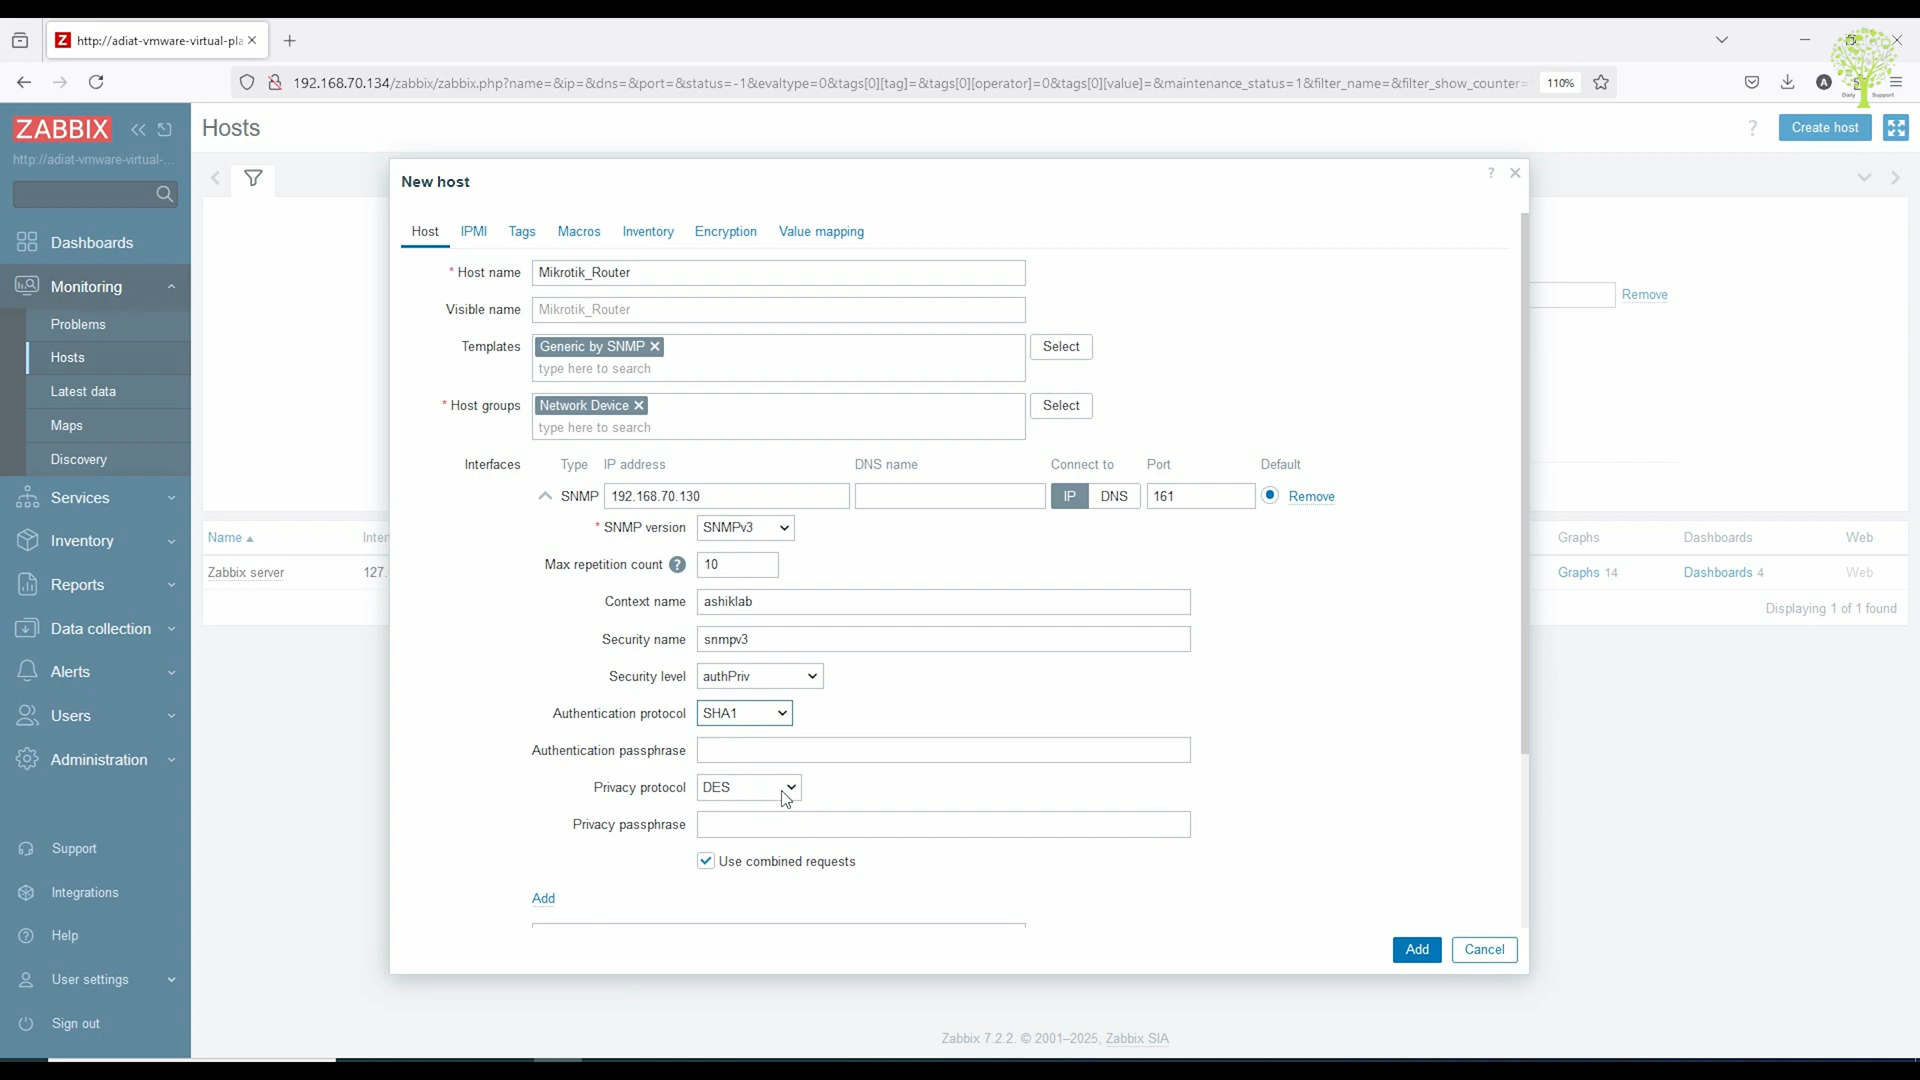 http://adiat-vmware-virtual-pla
192.168.70.134/zabbix/zabbix.php?name=&ip=&dns=&port=&status=-1&evaltype=0&tags[0][tag]=&tags[0][operator]=0&tags[0][value]=&maintenance_status=1&filter_name=&filter_show_counter=
110%
A
Daily Support
ZABBIX
http://adiat-vmware-virtual-...
Dashboards
Monitoring
Problems
Hosts
Latest data
Maps
Discovery
Services
Inventory
Reports
Data collection
Alerts
Users
Administration
Support
Integrations
Help
User settings
Sign out
Hosts
? Create host
Remove
Name
Inter
Graphs Dashboards Web
Zabbix server 127.
Graphs 14 Dashboards 4 Web
Displaying 1 of 1 found
New host
?
Host IPMI Tags Macros Inventory Encryption Value mapping
* Host name Mikrotik_Router
Visible name Mikrotik_Router
Templates Generic by SNMP Select
type here to search
* Host groups Network Device Select
type here to search
Interfaces Type IP address DNS name Connect to Port Default
SNMP 192.168.70.130 IP DNS 161 Remove
* SNMP version SNMPv3
Max repetition count ? 10
Context name ashiklab
Security name snmpv3
Security level authPriv
Authentication protocol SHA1
Authentication passphrase
Privacy protocol DES
Privacy passphrase
Use combined requests
Add
Add Cancel
Zabbix 7.2.2. © 2001–2025, Zabbix SIA